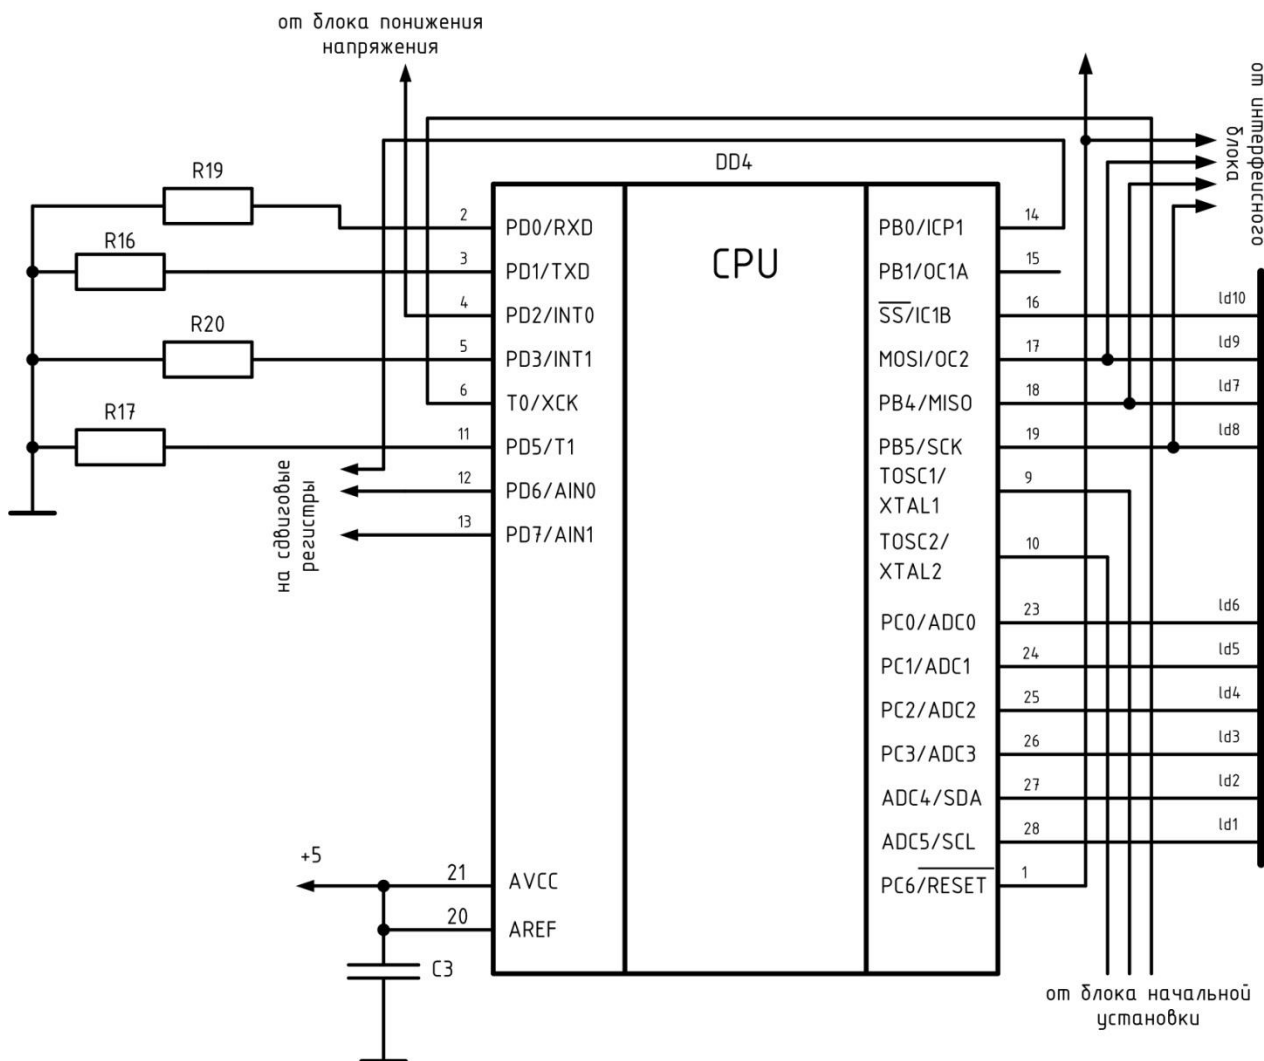 от блока понижения
напряжения
от интерфейсного
блока
R19
R16
R20
R17
DD4
CPU
2
PD0/RXD
3
PD1/TXD
4
PD2/INT0
5
PD3/INT1
6
T0/XCK
11
PD5/T1
12
PD6/AIN0
13
PD7/AIN1
на сдвиговые
регистры
+5
21
AVCC
20
AREF
C3
PB0/ICP1
14
PB1/OC1A
15
SS/IC1B
16
ld10
MOSI/OC2
17
ld9
PB4/MISO
18
ld7
PB5/SCK
19
ld8
TOSC1/
XTAL1
9
TOSC2/
XTAL2
10
PC0/ADC0
23
ld6
PC1/ADC1
24
ld5
PC2/ADC2
25
ld4
PC3/ADC3
26
ld3
ADC4/SDA
27
ld2
ADC5/SCL
28
ld1
PC6/RESET
1
от блока начальной
установки